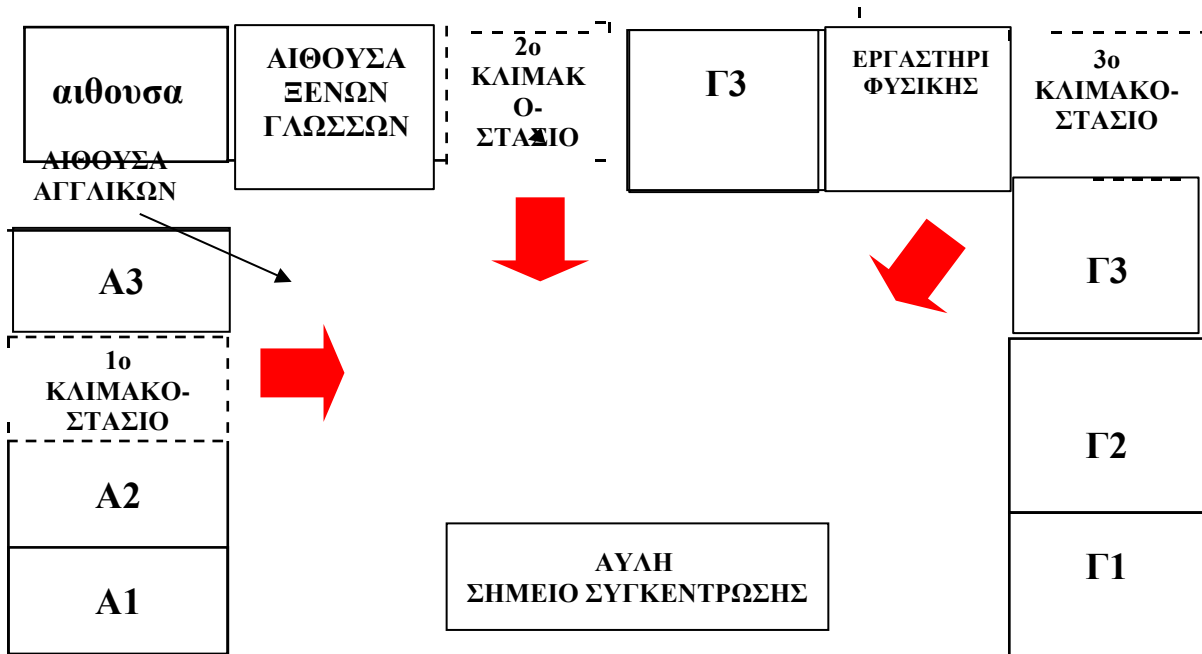 αιθουσα
ΑΙΘΟΥΣΑ
ΞΕΝΩΝ
ΓΛΩΣΣΩΝ
2ο
ΚΛΙΜΑΚ
Ο-
ΣΤΑΣΙΟ
Γ3
ΕΡΓΑΣΤΗΡΙ
ΦΥΣΙΚΗΣ
3ο
ΚΛΙΜΑΚΟ-
ΣΤΑΣΙΟ
ΑΙΘΟΥΣΑ
ΑΓΓΛΙΚΩΝ
Α3
Γ3
1ο
ΚΛΙΜΑΚΟ-
ΣΤΑΣΙΟ
Α2
Γ2
Α1
ΑΥΛΗ
ΣΗΜΕΙΟ ΣΥΓΚΕΝΤΡΩΣΗΣ
Γ1